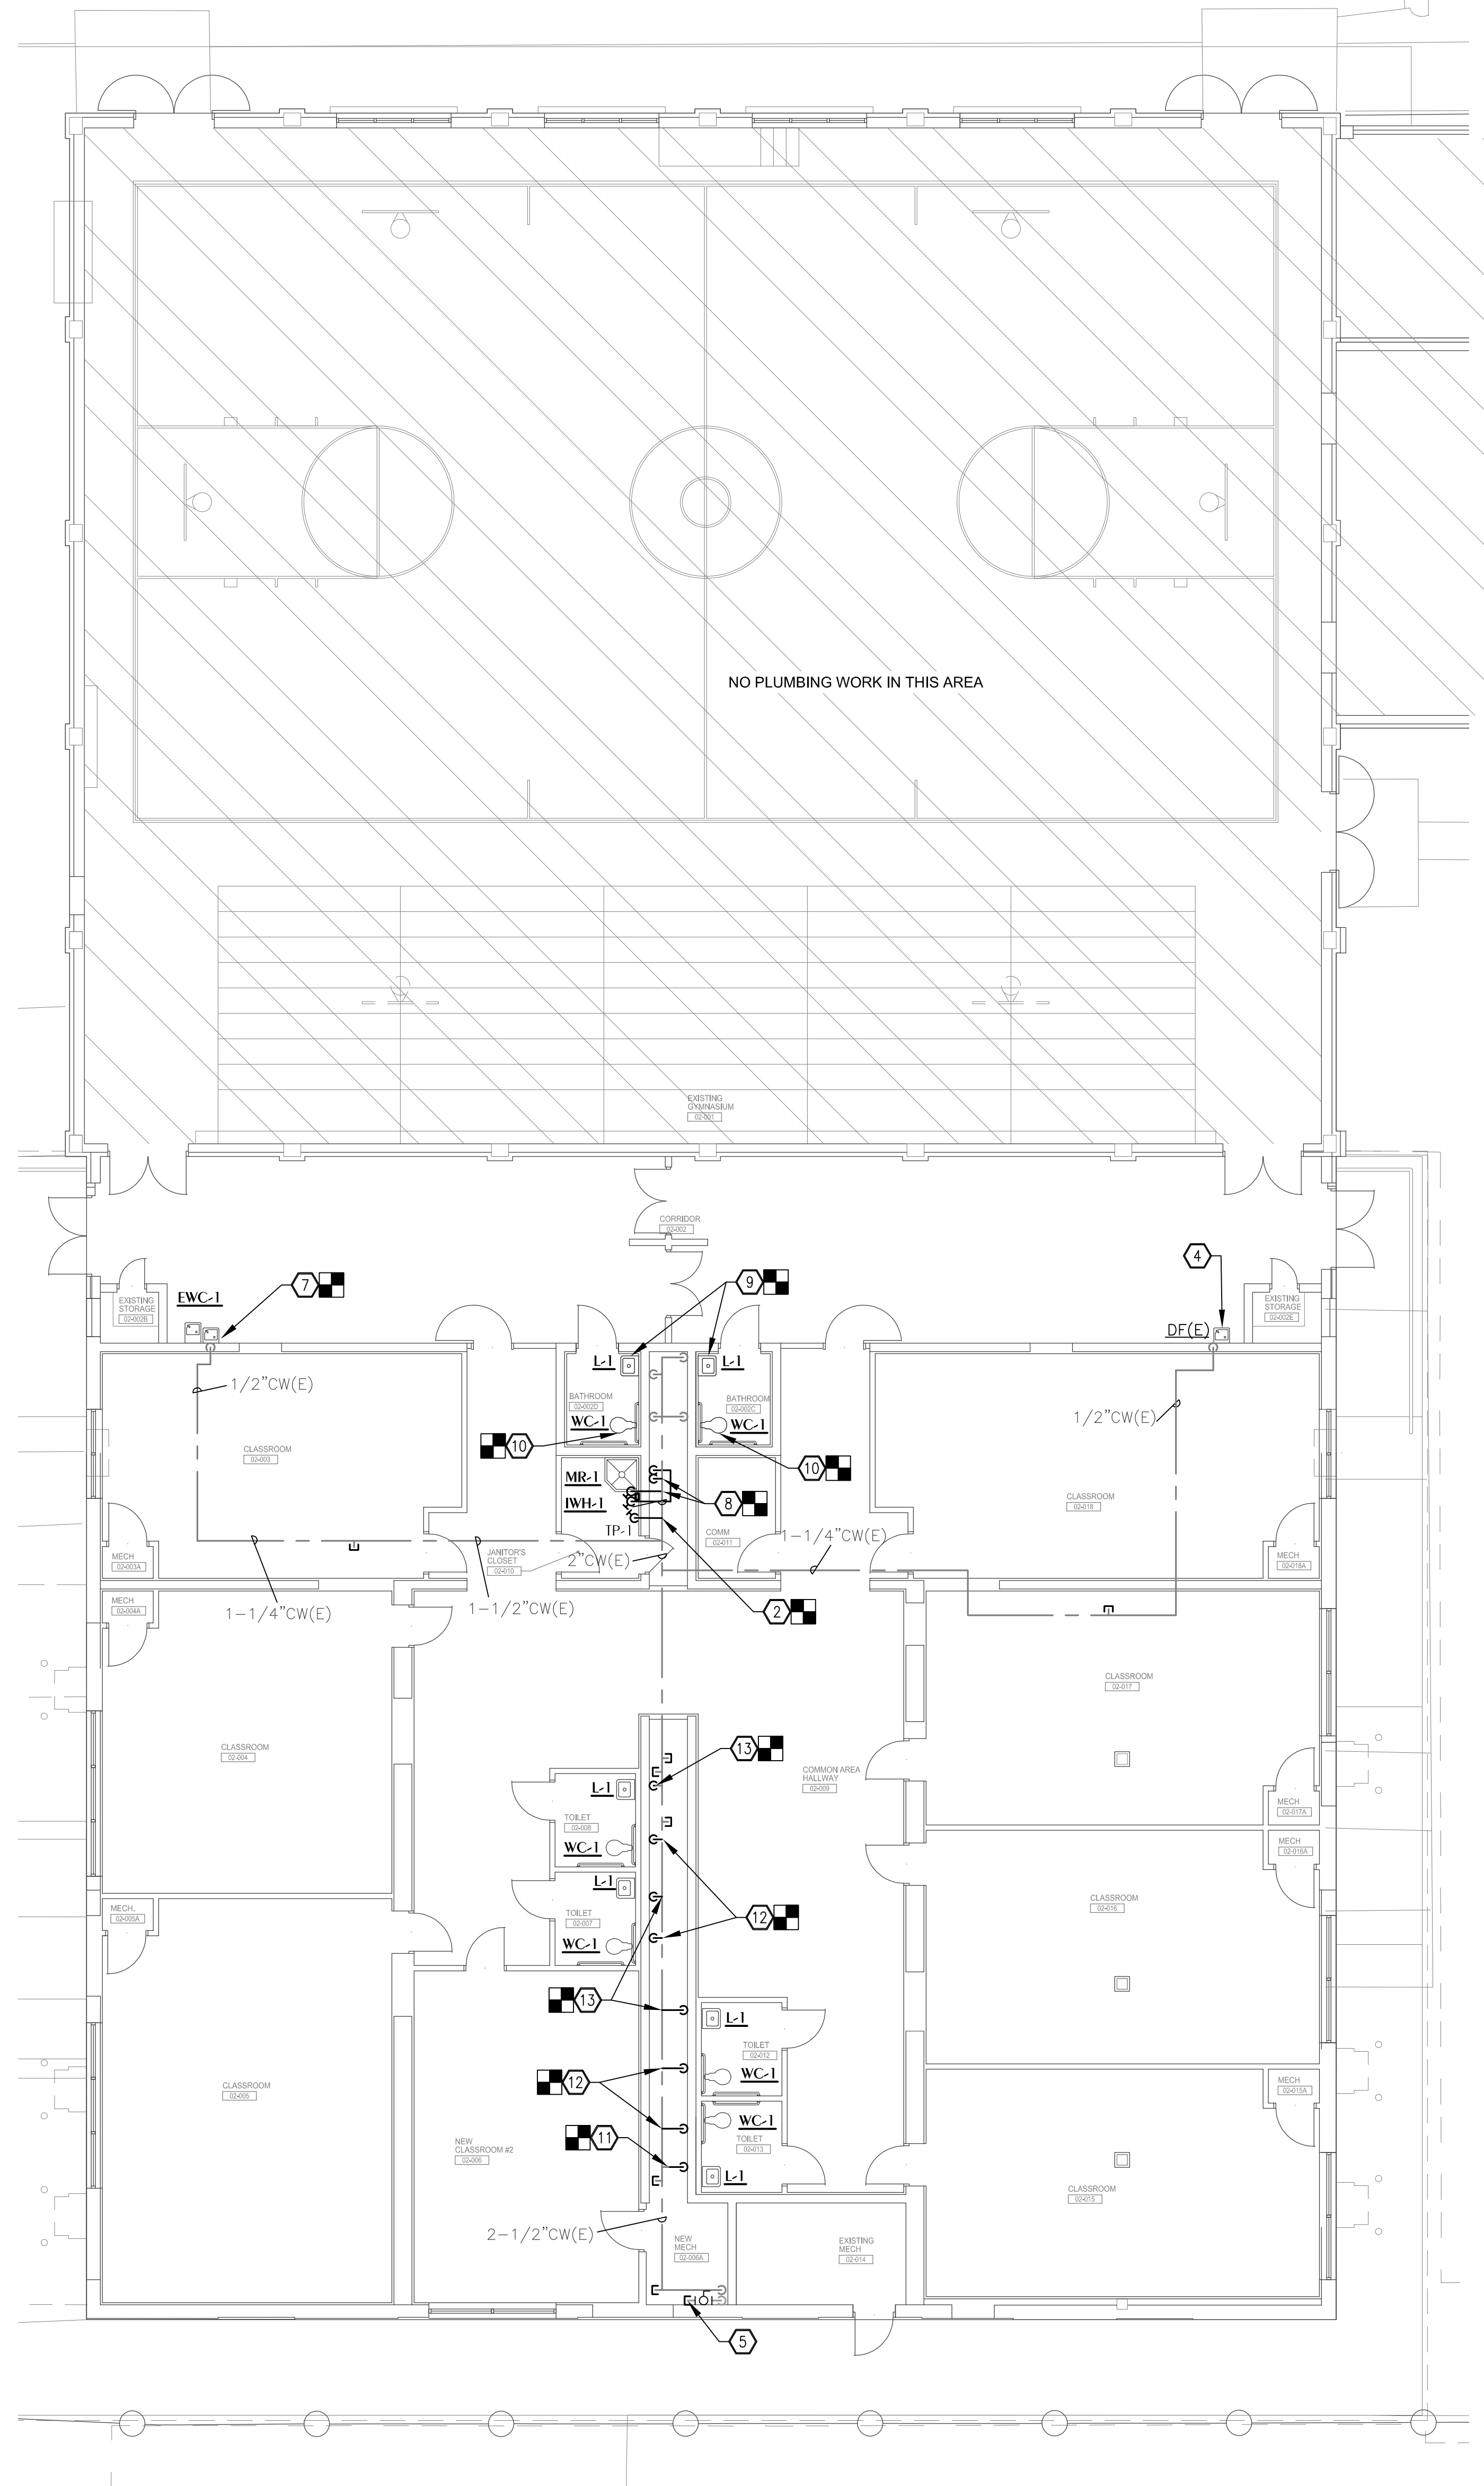 NO PLUMBING WORK IN THIS AREA
EXISTING
GYMNASIUM
02-001
CORRIDOR
02-002
4
7
9
EWC-1
EXISTING
STORAGE
02-002B
EXISTING
STORAGE
02-002E
DF(E)
L-1
L-1
1/2"CW(E)
BATHROOM
02-002D
BATHROOM
02-002C
1/2"CW(E)
WC-1
WC-1
10
CLASSROOM
02-003
10
MR-1
IWH-1
8
CLASSROOM
02-018
TP-1
1-1/4"CW(E)
COMM
02-011
MECH
02-003A
JANITOR'S
CLOSET
02-010
2"CW(E)
MECH
02-018A
MECH
02-004A
1-1/4"CW(E)
1-1/2"CW(E)
2
CLASSROOM
02-017
CLASSROOM
02-004
13
COMMON AREA
HALLWAY
02-009
L-1
TOILET
02-008
MECH
02-017A
WC-1
MECH
02-016A
L-1
CLASSROOM
02-016
MECH.
02-005A
TOILET
02-007
12
WC-1
13
L-1
TOILET
02-012
CLASSROOM
02-005
12
WC-1
MECH
02-015A
WC-1
11
TOILET
02-013
NEW
CLASSROOM #2
02-006
L-1
CLASSROOM
02-015
2-1/2"CW(E)
NEW
MECH
02-006A
EXISTING
MECH
02-014
5